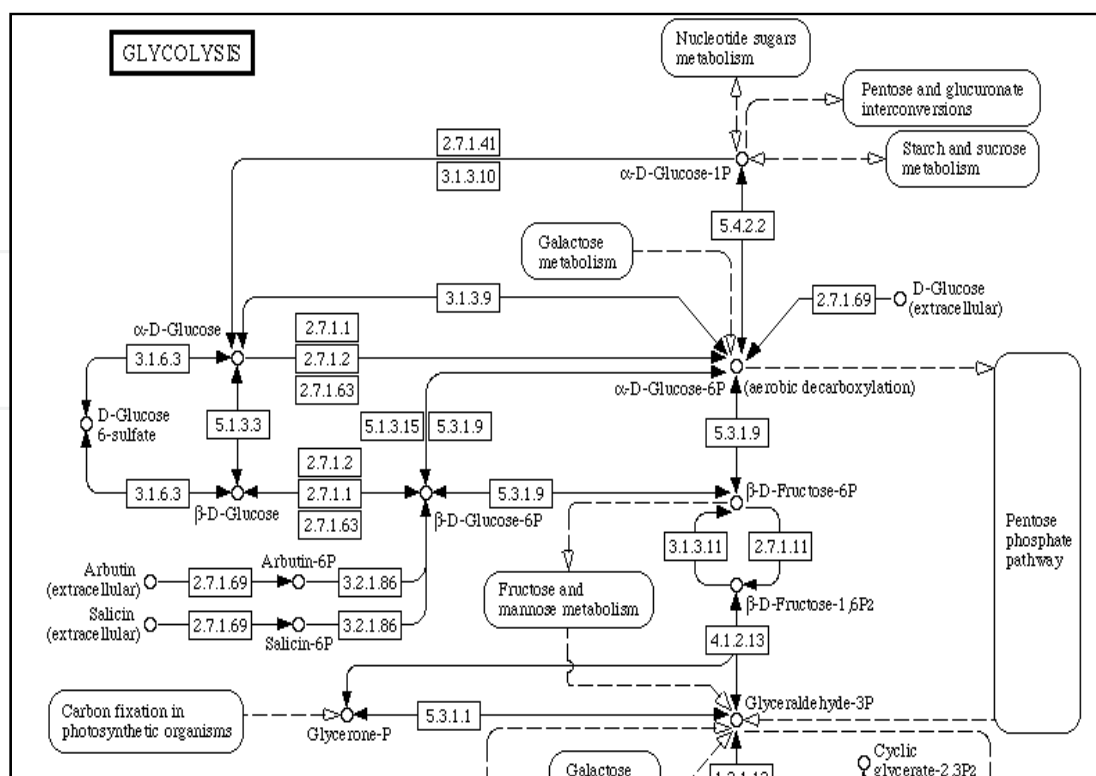 GLYCOLYSIS
Nucleotide sugars
metabolism
Pentose and glucuronate
interconversions
Starch and sucrose
metabolism
2.7.1.41
3.1.3.10
α-D-Glucose-1P
5.4.2.2
Galactose
metabolism
3.1.3.9
2.7.1.69
D-Glucose
(extracellular)
α-D-Glucose
2.7.1.1
2.7.1.2
2.7.1.63
3.1.6.3
α-D-Glucose-6P
(aerobic decarboxylation)
D-Glucose
6-sulfate
5.1.3.3
5.1.3.15
5.3.1.9
5.3.1.9
3.1.6.3
β-D-Glucose
2.7.1.2
2.7.1.1
2.7.1.63
β-D-Glucose-6P
5.3.1.9
β-D-Fructose-6P
3.1.3.11
2.7.1.11
Pentose
phosphate
pathway
Arbutin
(extracellular)
2.7.1.69
Arbutin-6P
3.2.1.86
Salicin
(extracellular)
2.7.1.69
Salicin-6P
3.2.1.86
Fructose and
mannose metabolism
β-D-Fructose-1,6P2
4.1.2.13
Carbon fixation in
photosynthetic organisms
Glycerone-P
5.3.1.1
Glyceraldehyde-3P
Galactose
Cyclic
glycerate-2,3P2